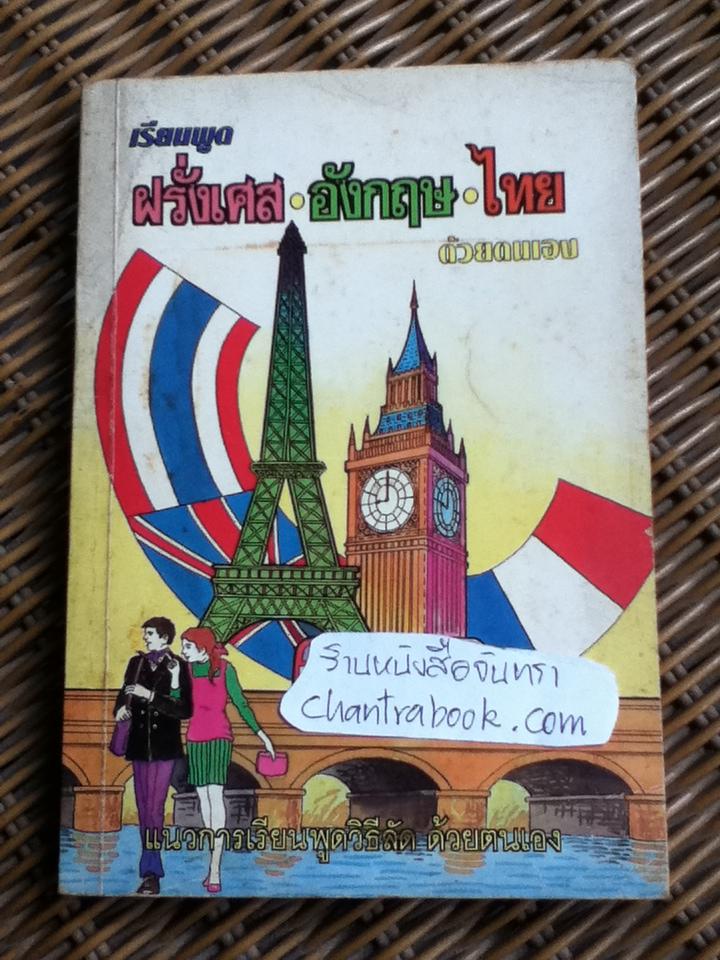 เรียนพูด
ฝรั่งเศส • อังกฤษ • ไทย
ด้วยตนเอง
ร้านหนังสือจันทรา
chantrabook.com
แนวการเรียนพูดวิธีลัด ด้วยตนเอง